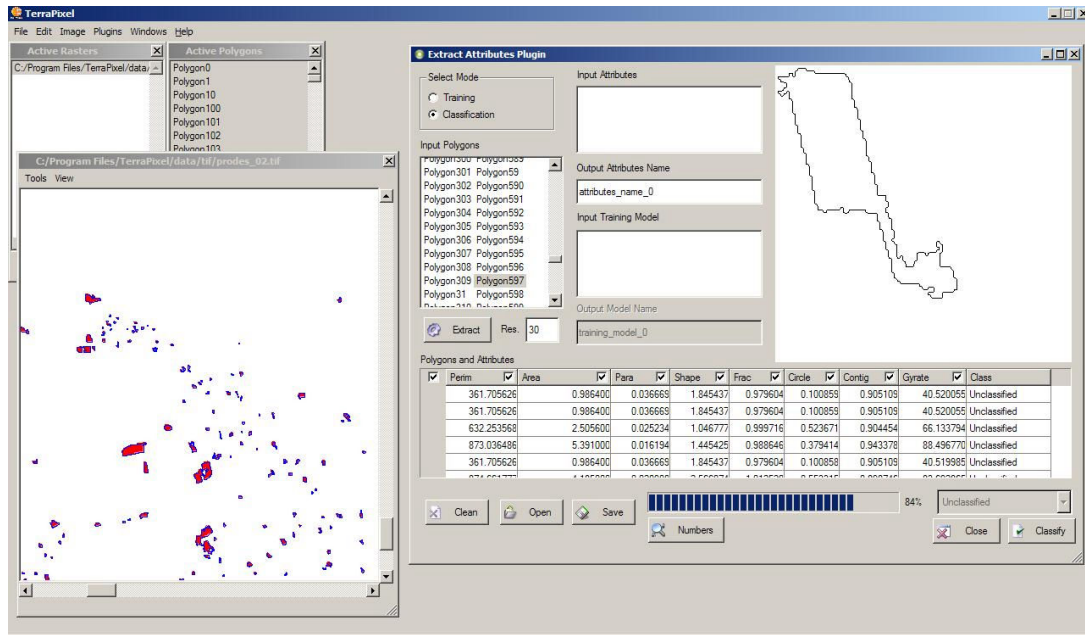 TerraPixel
File Edit Image Plugins Windows Help
Active Rasters
C:/Program Files/TerraPixel/data/
Active Polygons
Polygon0
Polygon1
Polygon10
Polygon100
Polygon101
Polygon102
Polygon103
C:/Program Files/TerraPixel/data/tif/prodes_02.tif
Tools View
Extract Attributes Plugin
Select Mode
Training
Classification
Input Polygons
Polygon300 Polygon589
Polygon301 Polygon59
Polygon302 Polygon590
Polygon303 Polygon591
Polygon304 Polygon592
Polygon305 Polygon593
Polygon306 Polygon594
Polygon307 Polygon595
Polygon308 Polygon596
Polygon309 Polygon597
Polygon31 Polygon598
Polygon310 Polygon599
Extract Res. 30
Input Attributes
Output Attributes Name
attributes_name_0
Input Training Model
Output Model Name
training_model_0
Polygons and Attributes
Perim Area Para Shape Frac Circle Contig Gyrate Class
361.705626 0.986400 0.036669 1.845437 0.979604 0.100859 0.905109 40.520055 Unclassified
361.705626 0.986400 0.036669 1.845437 0.979604 0.100859 0.905109 40.520055 Unclassified
632.253568 2.505600 0.025234 1.046777 0.999716 0.523671 0.904454 66.133794 Unclassified
873.036486 5.391000 0.016194 1.445425 0.988646 0.379414 0.943378 88.496770 Unclassified
361.705626 0.986400 0.036669 1.845437 0.979604 0.100858 0.905109 40.519985 Unclassified
Clean Open Save 84% Unclassified
Numbers Close Classify